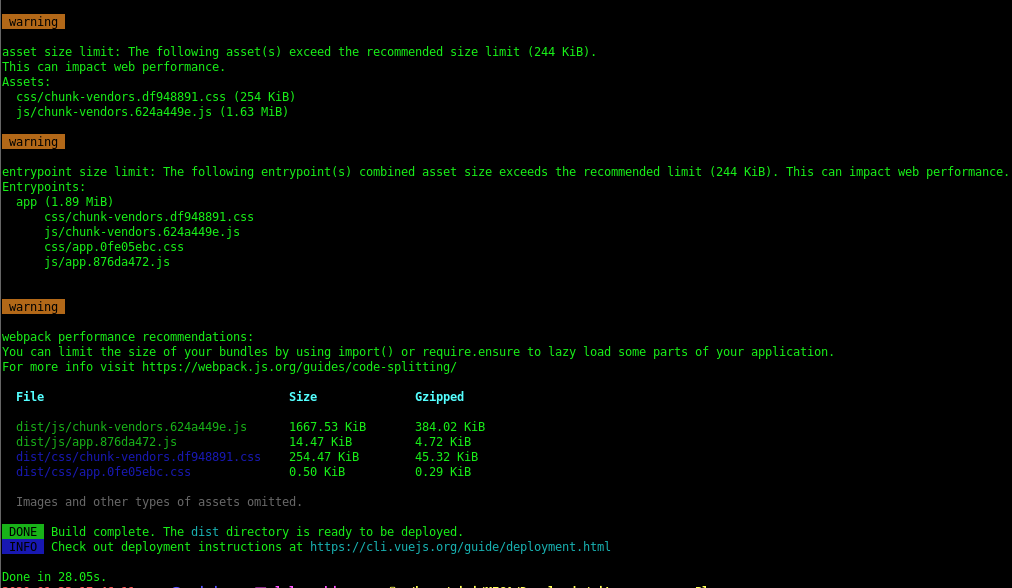 warning
asset size limit: The following asset(s) exceed the recommended size limit (244 KiB).
This can impact web performance.
Assets:
css/chunk-vendors.df948891.css (254 KiB)
js/chunk-vendors.624a449e.js (1.63 MiB)
warning
entrypoint size limit: The following entrypoint(s) combined asset size exceeds the recommended limit (244 KiB). This can impact web performance.
Entrypoints:
app (1.89 MiB)
css/chunk-vendors.df948891.css
js/chunk-vendors.624a449e.js
css/app.0fe05ebc.css
js/app.876da472.js
warning
webpack performance recommendations:
You can limit the size of your bundles by using import() or require.ensure to lazy load some parts of your application.
For more info visit https://webpack.js.org/guides/code-splitting/
File Size Gzipped
dist/js/chunk-vendors.624a449e.js 1667.53 KiB 384.02 KiB
dist/js/app.876da472.js 14.47 KiB 4.72 KiB
dist/css/chunk-vendors.df948891.css 254.47 KiB 45.32 KiB
dist/css/app.0fe05ebc.css 0.50 KiB 0.29 KiB
Images and other types of assets omitted.
DONE Build complete. The dist directory is ready to be deployed.
INFO Check out deployment instructions at https://cli.vuejs.org/guide/deployment.html
Done in 28.05s.